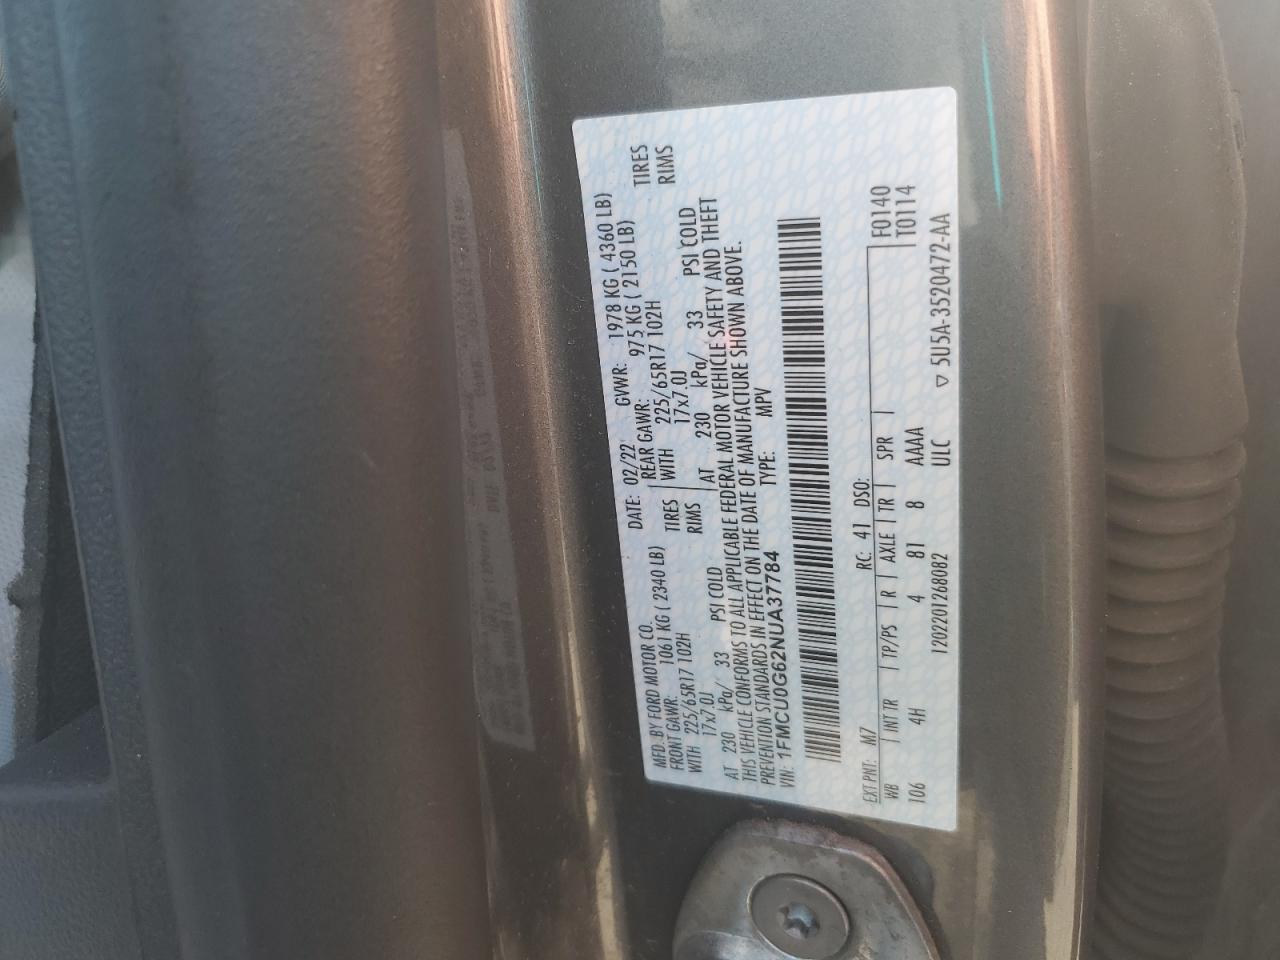 MFD. BY FORD MOTOR CO.
DATE: 02/22 GVWR: 1978 KG ( 4360 LB)
FRONT GAWR: 1061 KG ( 2340 LB)
REAR GAWR: 975 KG ( 2150 LB)
WITH 225/65R17 102H TIRES
WITH 225/65R17 102H TIRES
17x7.0J RIMS
17x7.0J RIMS
AT 230 kPa/ 33 PSI COLD
AT 230 kPa/ 33 PSI COLD
THIS VEHICLE CONFORMS TO ALL APPLICABLE FEDERAL MOTOR VEHICLE SAFETY AND THEFT
PREVENTION STANDARDS IN EFFECT ON THE DATE OF MANUFACTURE SHOWN ABOVE.
VIN: 1FMCU0G62NUA37784 TYPE: MPV
EXT PNT: M7 RC: 41 DSO: F0140
WB INT TR TP/PS R AXLE TR SPR T0114
106 4H 4 81 8 AAAA
1202201268082 ULC ▽ 5U5A-3520472-AA